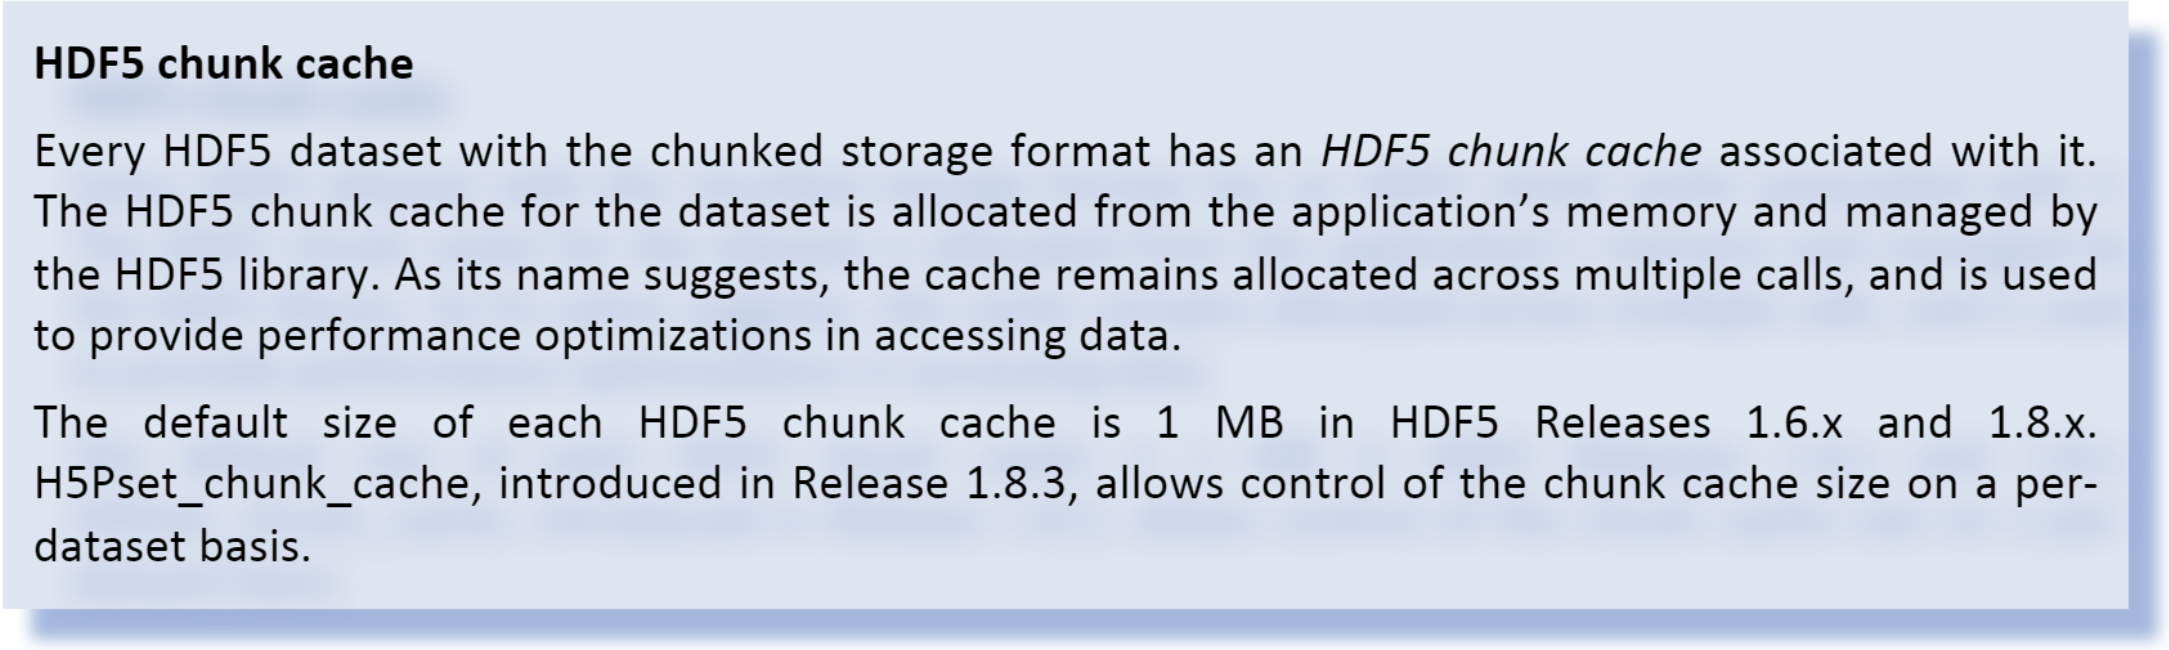 HDF5 chunk cache
Every HDF5 dataset with the chunked storage format has an HDF5 chunk cache associated with it.
The HDF5 chunk cache for the dataset is allocated from the application’s memory and managed by
the HDF5 library. As its name suggests, the cache remains allocated across multiple calls, and is used
to provide performance optimizations in accessing data.
The default size of each HDF5 chunk cache is 1 MB in HDF5 Releases 1.6.x and 1.8.x.
H5Pset_chunk_cache, introduced in Release 1.8.3, allows control of the chunk cache size on a per-
dataset basis.